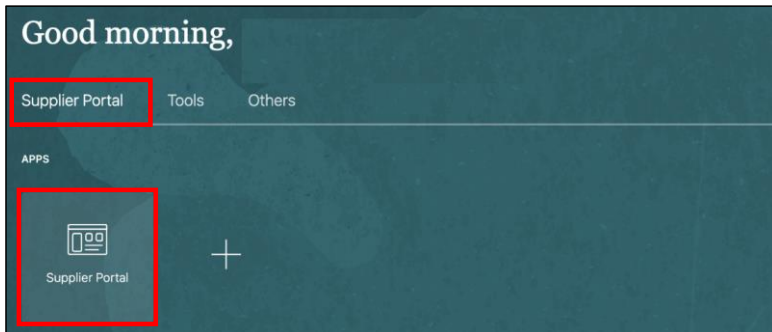 Good morning,
Supplier Portal Tools Others
APPS
Supplier Portal